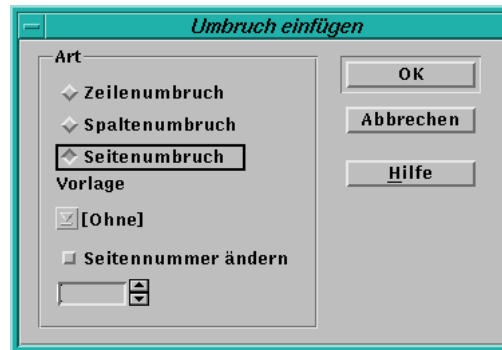 Umbruch einfügen
Art
Zeilenumbruch
Spaltenumbruch
Seitenumbruch
Vorlage
[Ohne]
Seitennummer ändern
OK
Abbrechen
Hilfe